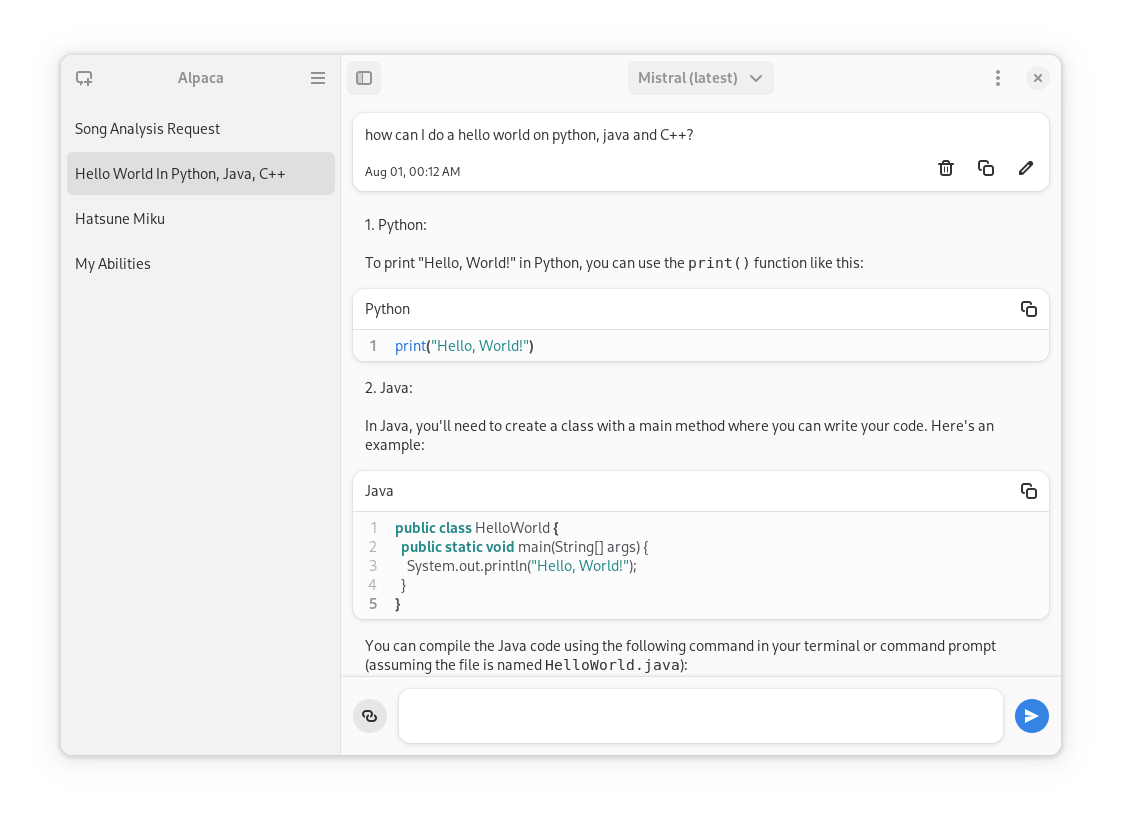 Alpaca
Song Analysis Request
Hello World In Python, Java, C++
Hatsune Miku
My Abilities
Mistral (latest)
how can I do a hello world on python, java and C++?
Aug 01, 00:12 AM
1. Python:
To print "Hello, World!" in Python, you can use the print() function like this:
Python
1 print("Hello, World!")
2. Java:
In Java, you'll need to create a class with a main method where you can write your code. Here's an
example:
Java
1 public class HelloWorld {
2 public static void main(String[] args) {
3 System.out.println("Hello, World!");
4 }
5 }
You can compile the Java code using the following command in your terminal or command prompt
(assuming the file is named HelloWorld.java):